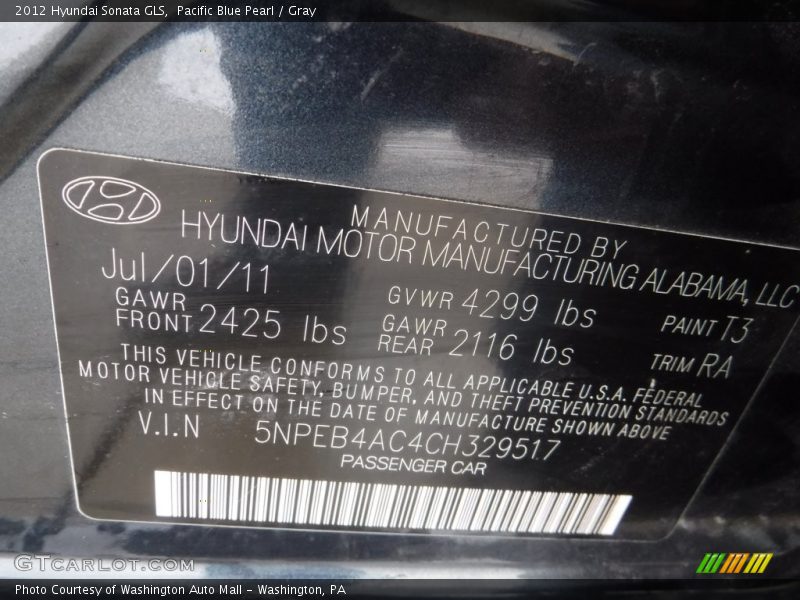 2012 Hyundai Sonata GLS, Pacific Blue Pearl / Gray
MANUFACTURED BY
HYUNDAI MOTOR MANUFACTURING ALABAMA, LLC
Jul/01/11
GVWR 4299 lbs
PAINT T3
GAWR FRONT 2425 lbs
GAWR REAR 2116 lbs
TRIM RA
THIS VEHICLE CONFORMS TO ALL APPLICABLE U.S.A. FEDERAL
MOTOR VEHICLE SAFETY, BUMPER, AND THEFT PREVENTION STANDARDS
IN EFFECT ON THE DATE OF MANUFACTURE SHOWN ABOVE
V.I.N 5NPEB4AC4CH329517
PASSENGER CAR
GTCARLOT.COM
Photo Courtesy of Washington Auto Mall - Washington, PA